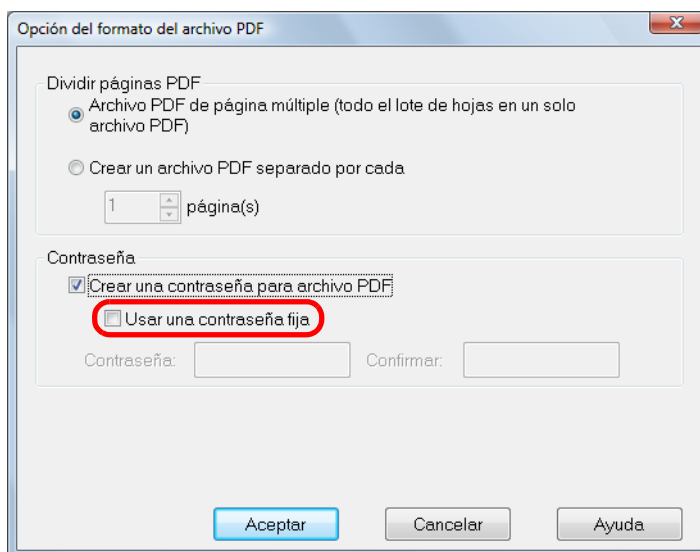 Opción del formato del archivo PDF
Dividir páginas PDF
Archivo PDF de página múltiple (todo el lote de hojas en un solo
archivo PDF)
Crear un archivo PDF separado por cada
1 página(s)
Contraseña
Crear una contraseña para archivo PDF
Usar una contraseña fija
Contraseña: Confirmar:
Aceptar Cancelar Ayuda